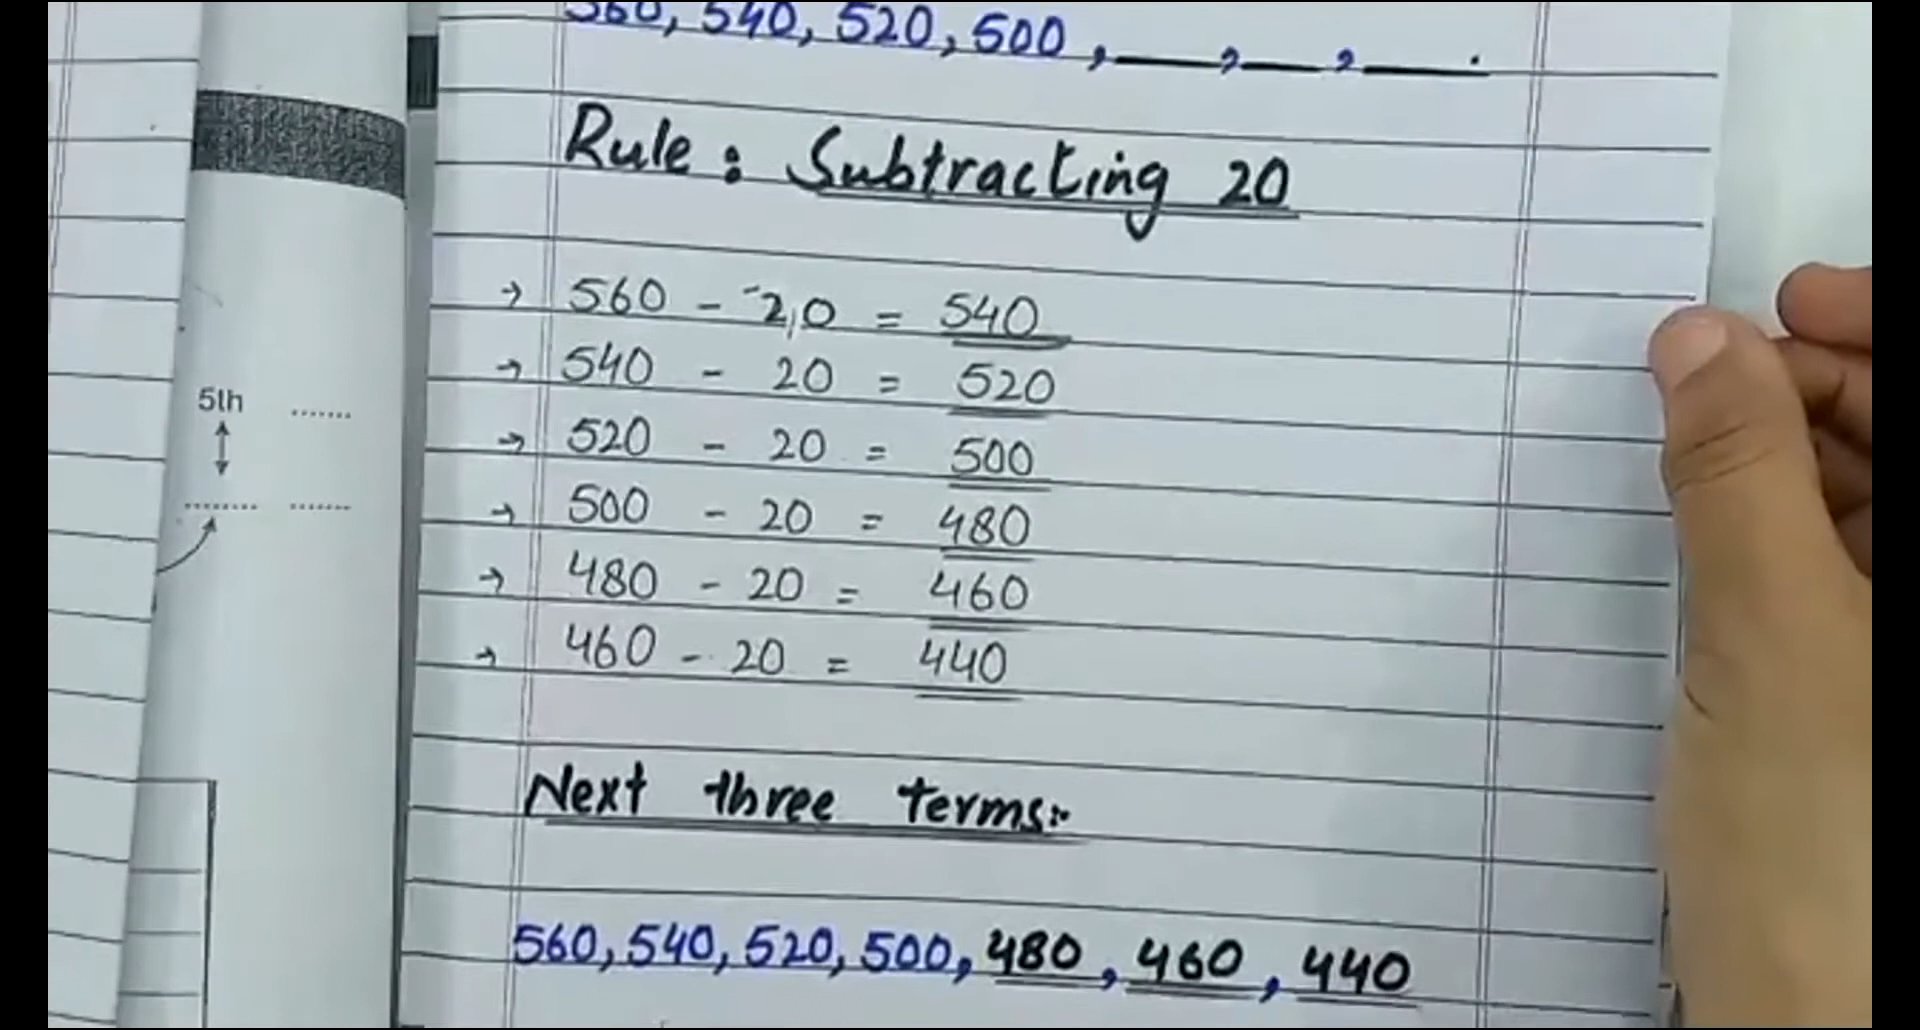 560, 540, 520, 500, ___, ___, ___.
Rule: Subtracting 20
→ 560 - 20 = 540
→ 540 - 20 = 520
→ 520 - 20 = 500
→ 500 - 20 = 480
→ 480 - 20 = 460
→ 460 - 20 = 440
Next three terms:-
560, 540, 520, 500, 480, 460, 440
5th ......
....... ......